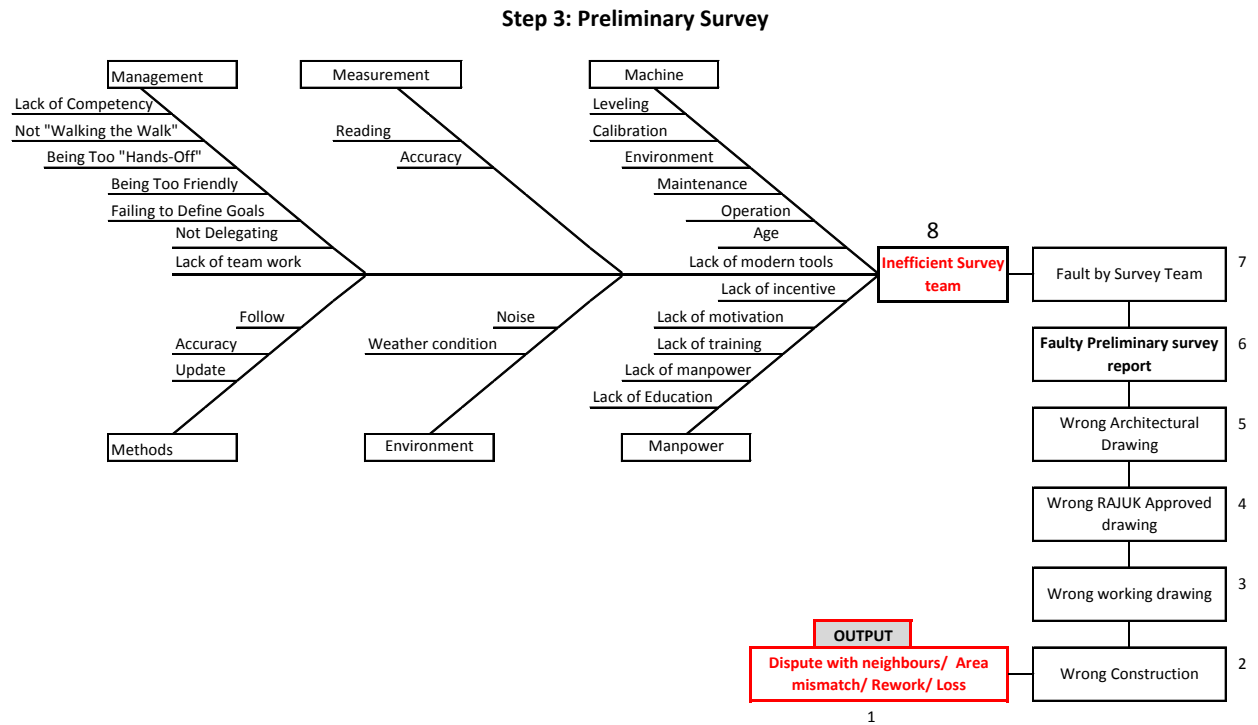 Step 3: Preliminary Survey
Management
Measurement
Machine
Lack of Competency
Not "Walking the Walk"
Being Too "Hands-Off"
Being Too Friendly
Failing to Define Goals
Not Delegating
Lack of team work
Reading
Accuracy
Leveling
Calibration
Environment
Maintenance
Operation
Age
Lack of modern tools
Follow
Accuracy
Update
Methods
Noise
Weather condition
Environment
Lack of incentive
Lack of motivation
Lack of training
Lack of manpower
Lack of Education
Manpower
8
Inefficient Survey
team
Fault by Survey Team
7
Faulty Preliminary survey
report
6
Wrong Architectural
Drawing
5
Wrong RAJUK Approved
drawing
4
Wrong working drawing
3
Wrong Construction
2
OUTPUT
Dispute with neighbours/ Area
mismatch/ Rework/ Loss
1